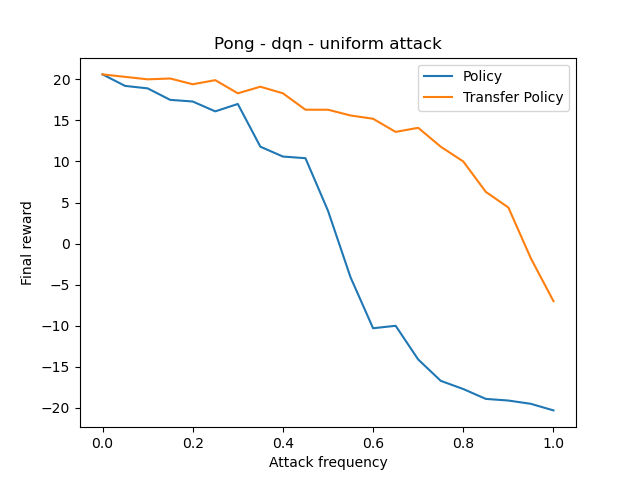 Pong - dqn - uniform attack
Policy
Transfer Policy
Final reward
20
15
10
5
0
−5
−10
−15
−20
0.0 0.2 0.4 0.6 0.8 1.0
Attack frequency